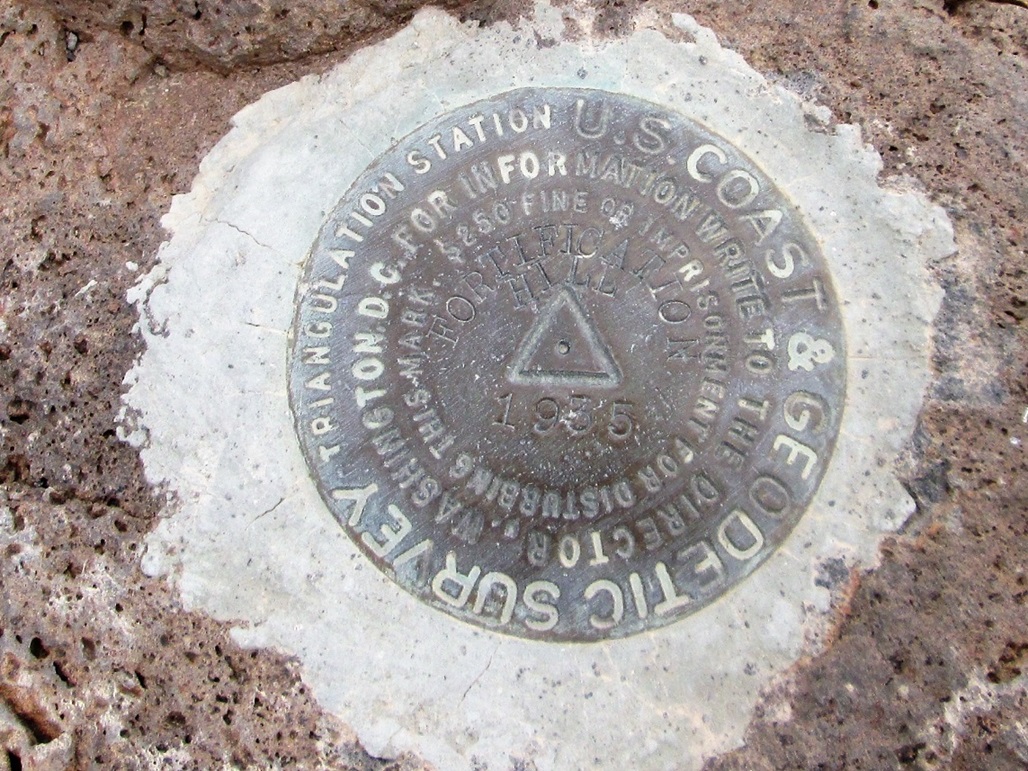 U.S. COAST & GEODETIC SURVEY
TRIANGULATION STATION
FOR INFORMATION WRITE TO THE DIRECTOR, WASHINGTON, D.C.
$250 FINE OR IMPRISONMENT FOR DISTURBING THIS MARK.
FORTIFICATION
HILL
1935